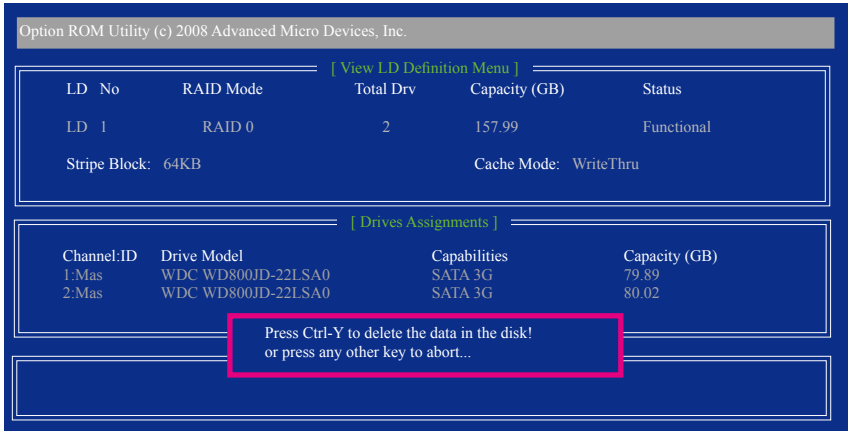 Option ROM Utility (c) 2008 Advanced Micro Devices, Inc.
[ View LD Definition Menu ]
LD No RAID Mode Total Drv Capacity (GB) Status
LD 1 RAID 0 2 157.99 Functional
Stripe Block: 64KB Cache Mode: WriteThru
[ Drives Assignments ]
Channel:ID Drive Model Capabilities Capacity (GB)
1:Mas WDC WD800JD-22LSA0 SATA 3G 79.89
2:Mas WDC WD800JD-22LSA0 SATA 3G 80.02
Press Ctrl-Y to delete the data in the disk!
or press any other key to abort...